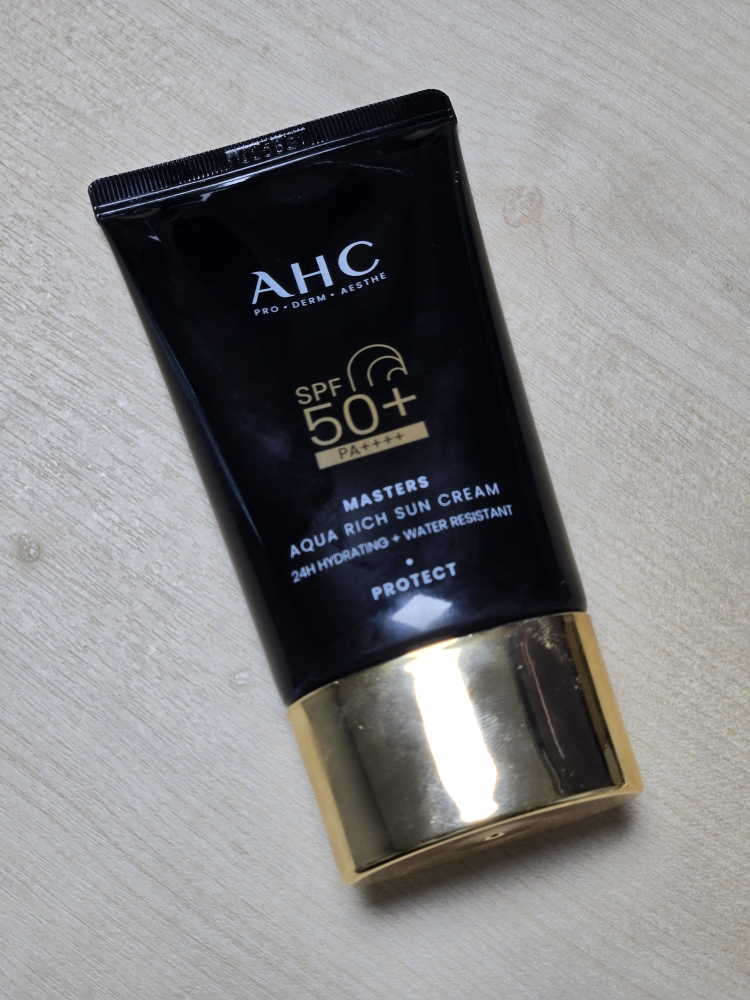 AHC
PRO • DERM • AESTHE
SPF
50+
PA++++
MASTERS
AQUA RICH SUN CREAM
24H HYDRATING + WATER RESISTANT
•
PROTECT